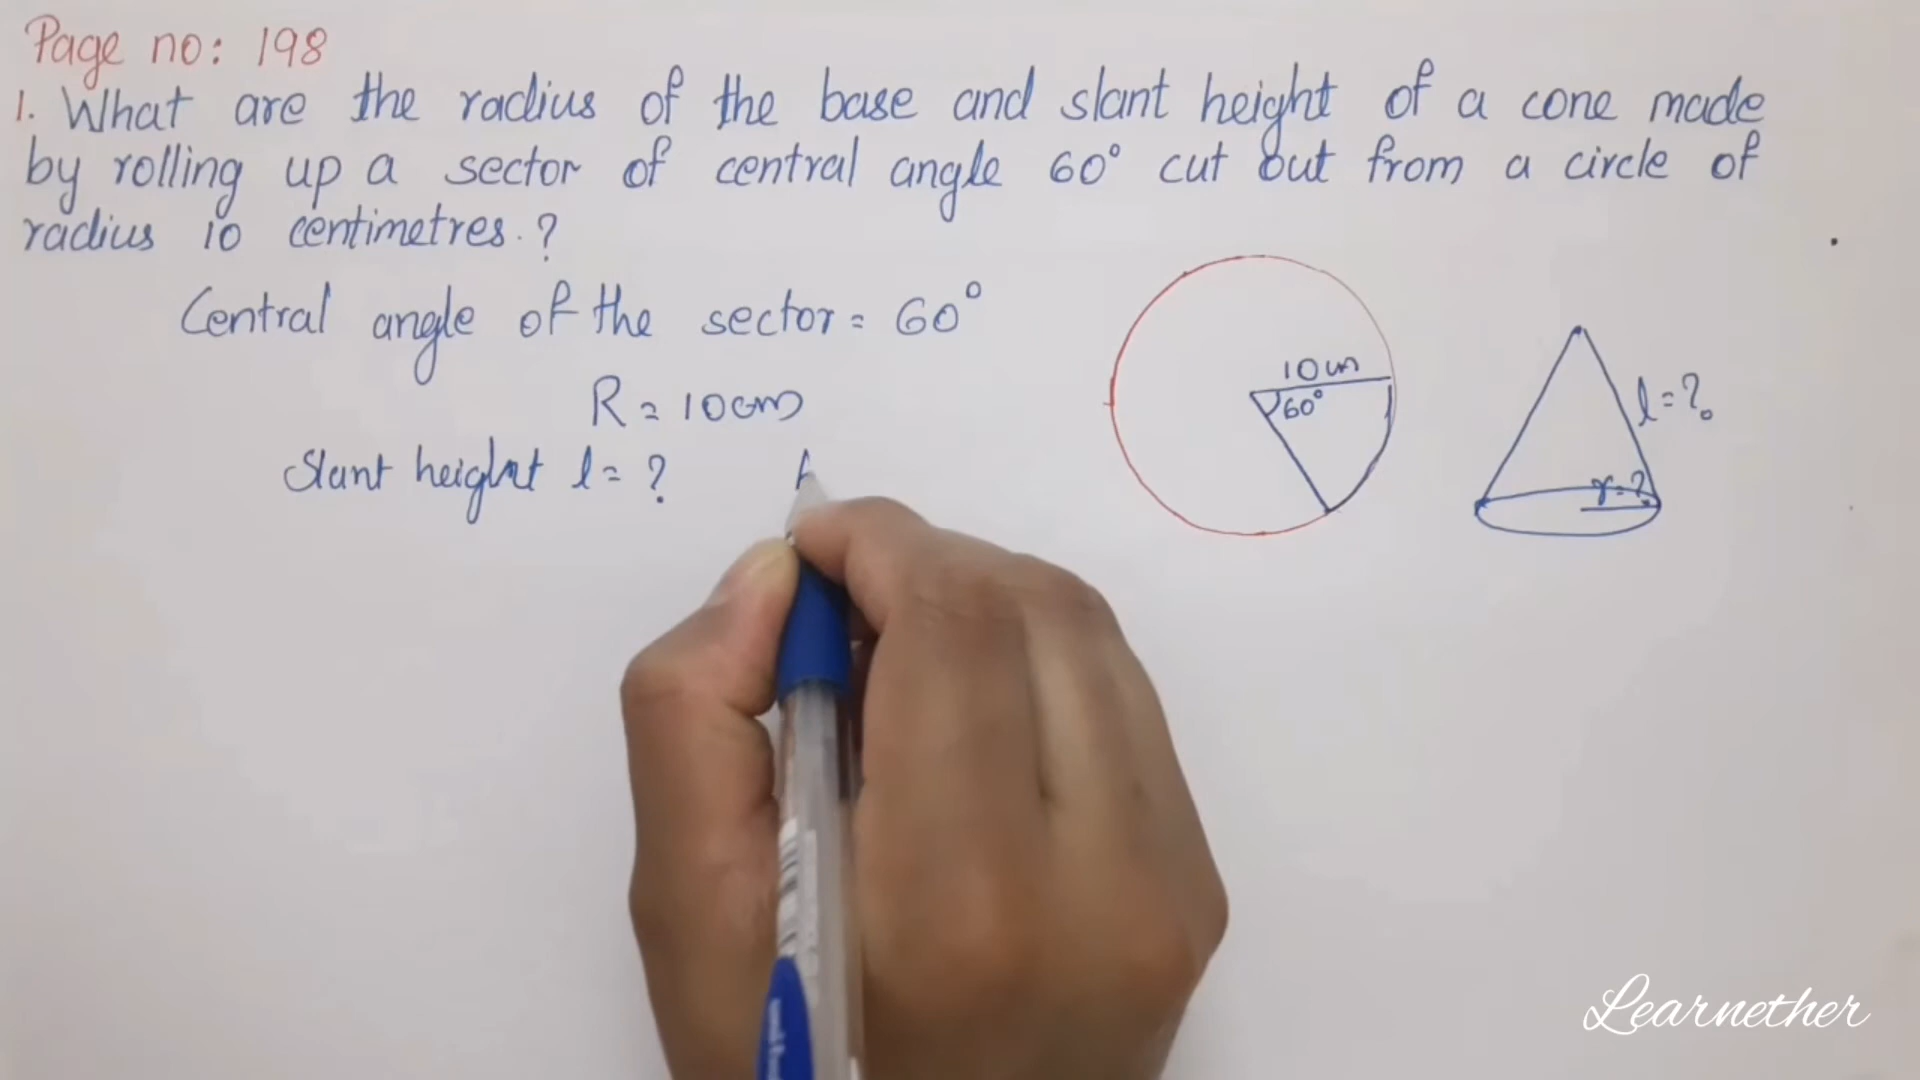 Page no: 198
1. What are the radius of the base and slant height of a cone made
by rolling up a sector of central angle 60° cut out from a circle of
radius 10 centimetres.?
Central angle of the sector = 60°
R = 10cm
Slant height l = ?
10cm
60°
l = ?
r = ?
Learnether